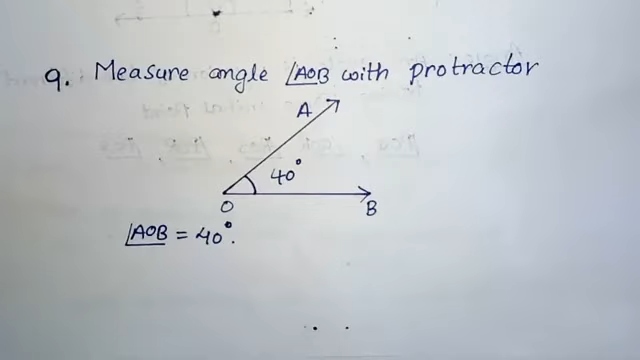 9. Measure angle ∠AOB with protractor
A
40°
O
B
∠AOB = 40°.